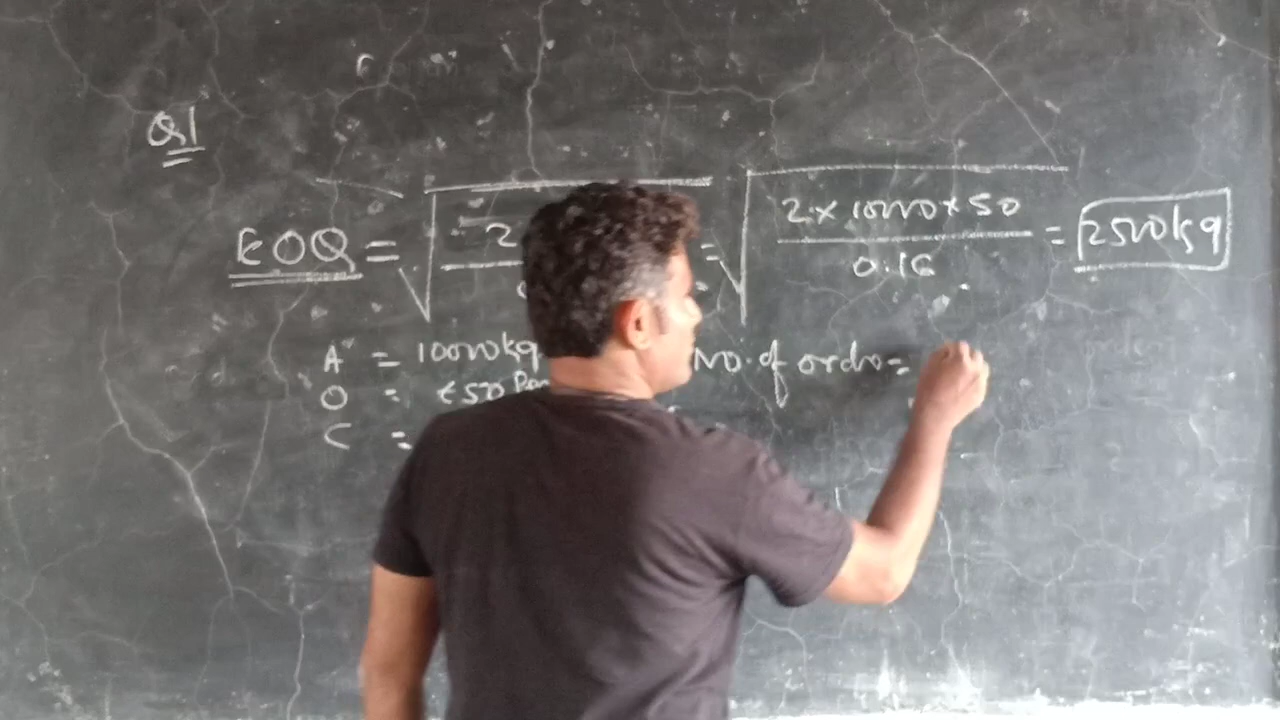 Q1
EOQ = √ 2 = √ 2 × 10000 × 50 / 0.16 = 2500kg
A = 10000kg No. of order =
O = ₹50 Per
C =